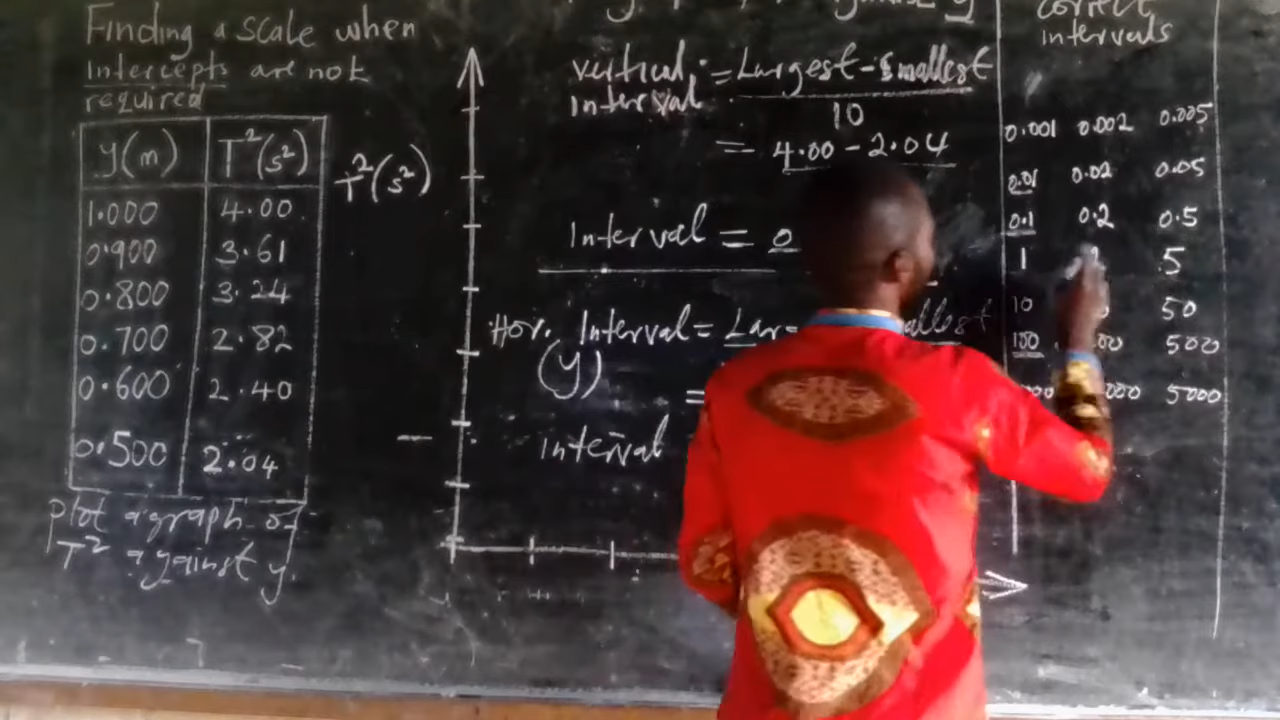 Finding a scale when
intercepts are not
required
y(m) T²(s²)
1.000 4.00
0.900 3.61
0.800 3.24
0.700 2.82
0.600 2.40
0.500 2.04
plot a graph of
T² against y.
T²(s²)
vertical = Largest - Smallest
interval 10
= 4.00 - 2.04
Interval = 0
Hor. Interval =
(y)
=
interval
correct
intervals
0.001 0.002 0.005
0.01 0.02 0.05
0.1 0.2 0.5
1 5
10 50
100 500
5000